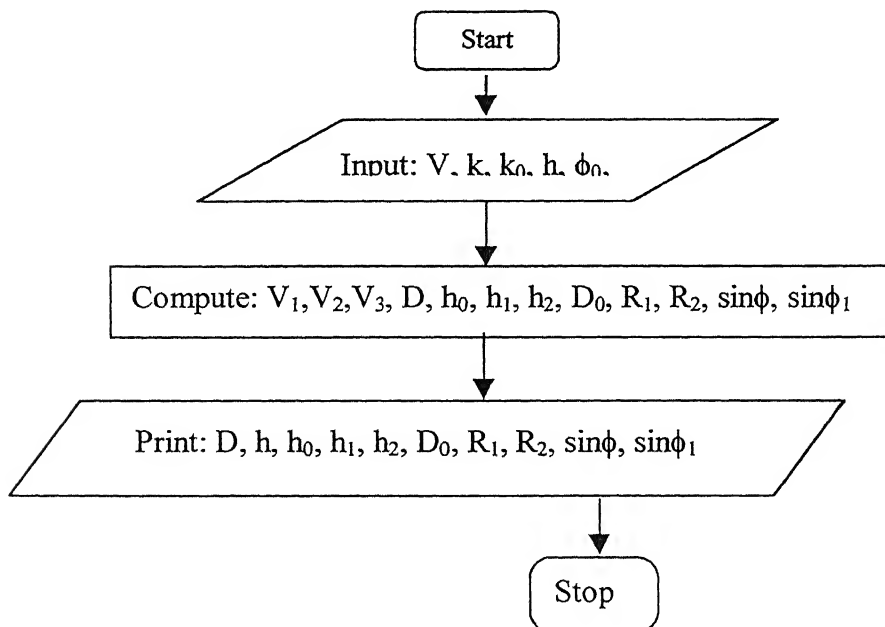 Start
Input: V, k, k₀, h, ϕ₀,
Compute: V₁,V₂,V₃, D, h₀, h₁, h₂, D₀, R₁, R₂, sinϕ, sinϕ₁
Print: D, h, h₀, h₁, h₂, D₀, R₁, R₂, sinϕ, sinϕ₁
Stop